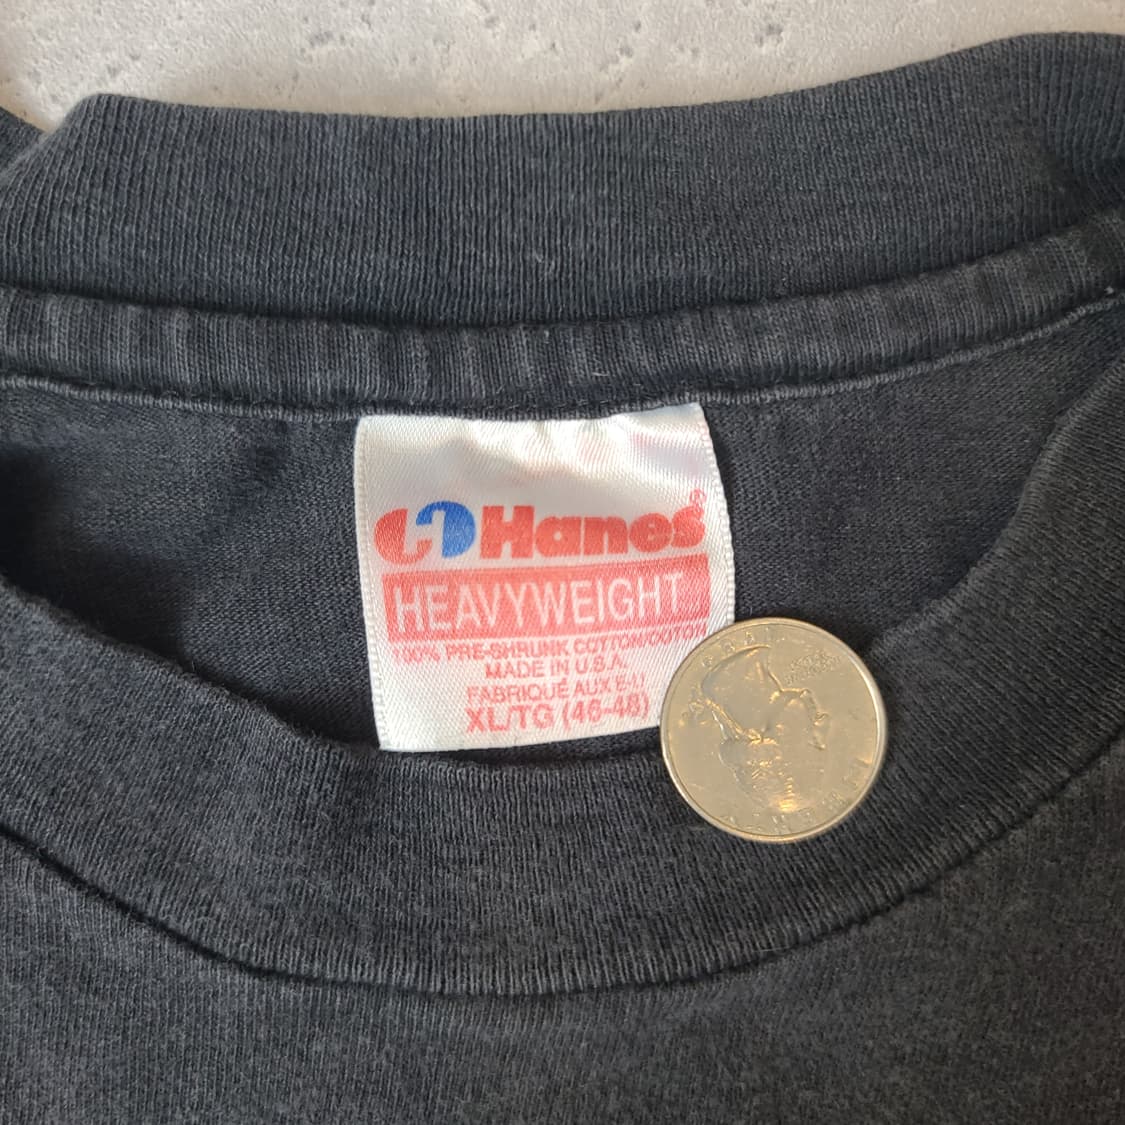 Hanes®
HEAVYWEIGHT
100% PRE-SHRUNK COTTON/COTON
MADE IN U.S.A.
FABRIQUÉ AUX E-U
XL/TG (46-48)